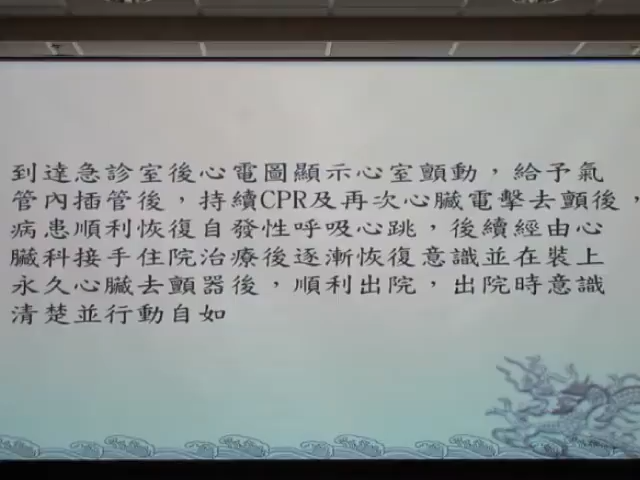 到達急診室後心電圖顯示心室顫動，給予氣
管內插管後，持續CPR及再次心臟電擊去顫後，
病患順利恢復自發性呼吸心跳，後續經由心
臟科接手住院治療後逐漸恢復意識並在裝上
永久心臟去顫器後，順利出院，出院時意識
清楚並行動自如